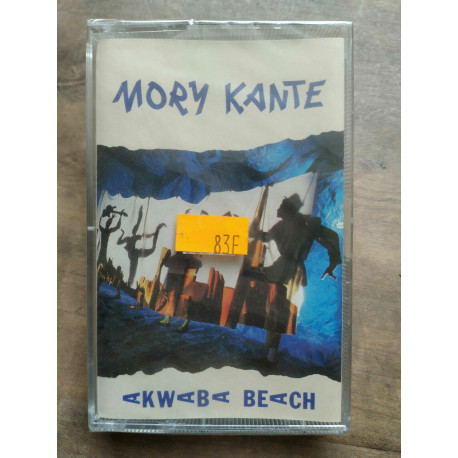 MORY KANTE
83F
AKWABA BEACH